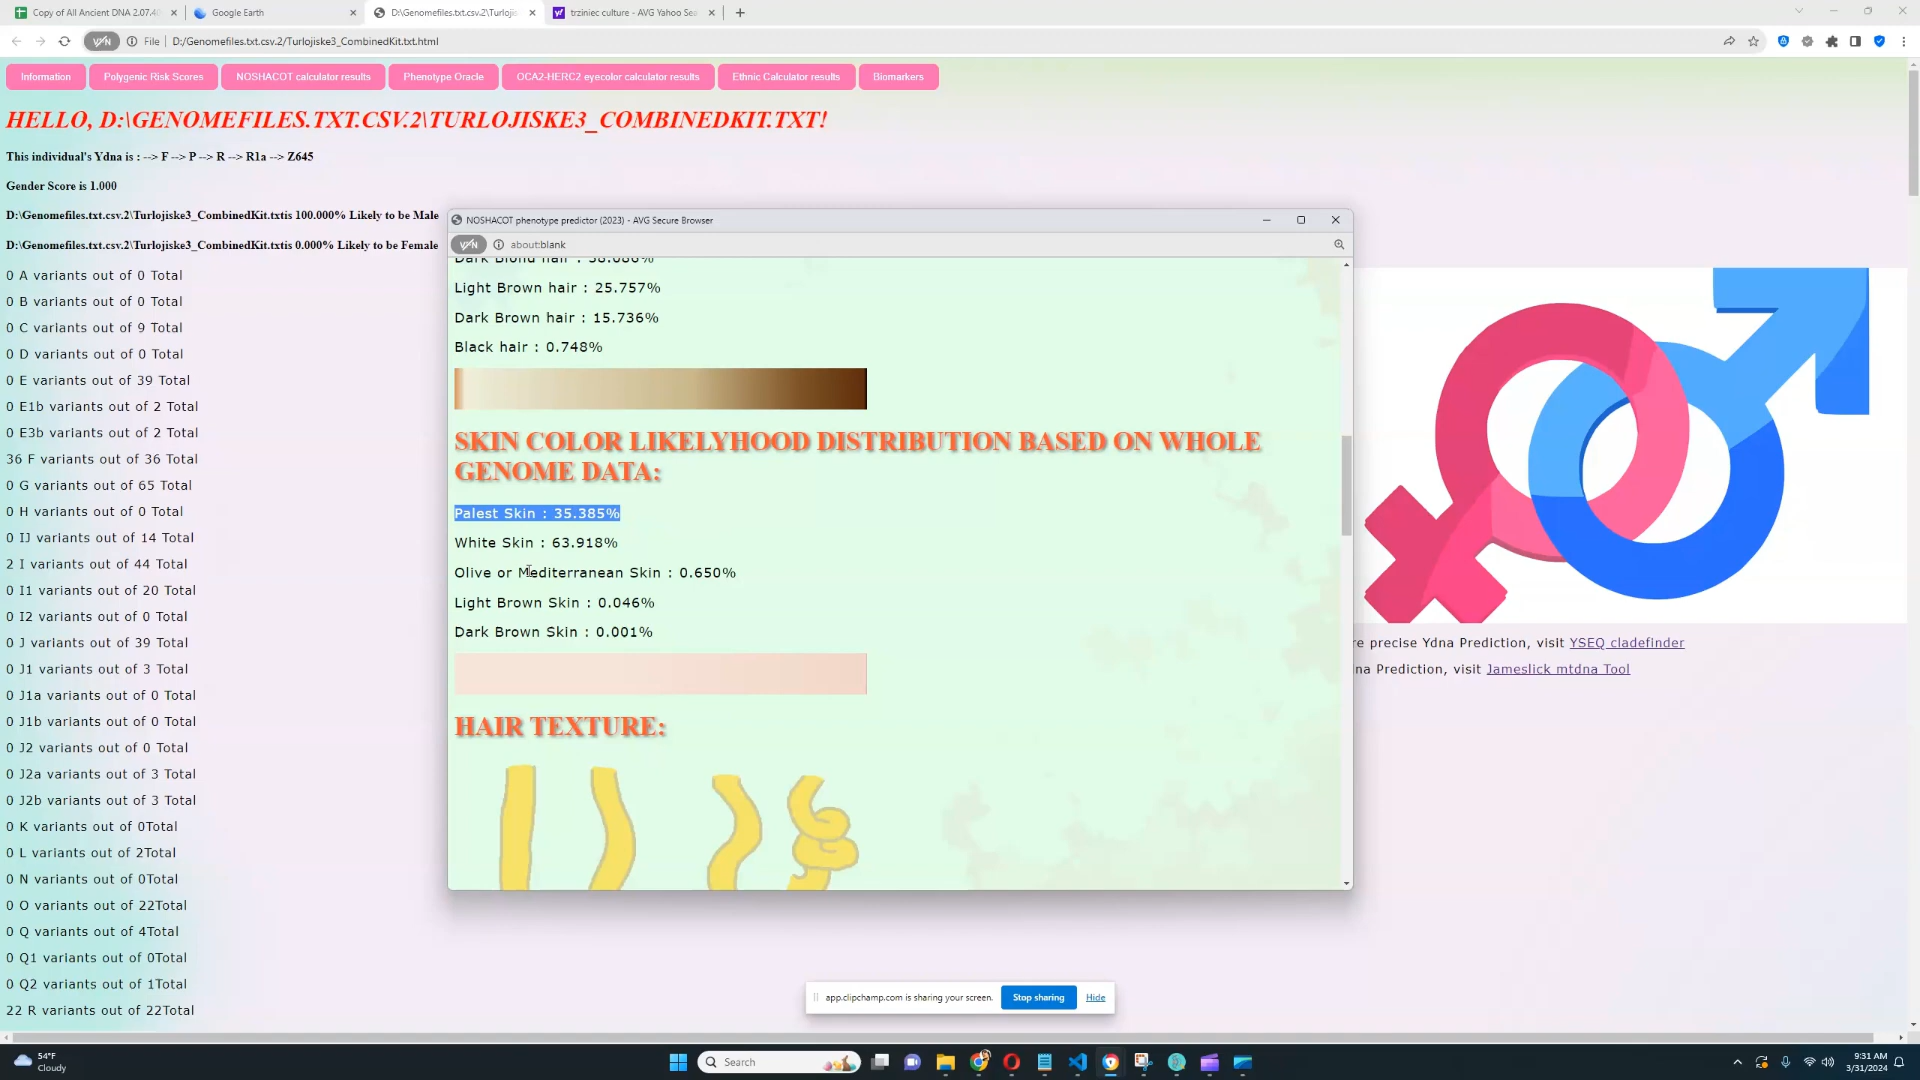 Copy of All Ancient DNA 2.07.40
Google Earth
D:\Genomefiles.txt.csv.2\Turlojis
trziniec culture - AVG Yahoo Sea
VPN
File
D:/Genomefiles.txt.csv.2/Turlojiske3_CombinedKit.txt.html
Information
Polygenic Risk Scores
NOSHACOT calculator results
Phenotype Oracle
OCA2-HERC2 eyecolor calculator results
Ethnic Calculator results
Biomarkers
HELLO, D:\GENOMEFILES.TXT.CSV.2\TURLOJISKE3_COMBINEDKIT.TXT!
This individual's Ydna is : --> F --> P --> R --> R1a --> Z645
Gender Score is 1.000
D:\Genomefiles.txt.csv.2\Turlojiske3_CombinedKit.txtis 100.000% Likely to be Male
D:\Genomefiles.txt.csv.2\Turlojiske3_CombinedKit.txtis 0.000% Likely to be Female
0 A variants out of 0 Total
0 B variants out of 0 Total
0 C variants out of 9 Total
0 D variants out of 0 Total
0 E variants out of 39 Total
0 E1b variants out of 2 Total
0 E3b variants out of 2 Total
36 F variants out of 36 Total
0 G variants out of 65 Total
0 H variants out of 0 Total
0 IJ variants out of 14 Total
2 I variants out of 44 Total
0 I1 variants out of 20 Total
0 I2 variants out of 0 Total
0 J variants out of 39 Total
0 J1 variants out of 3 Total
0 J1a variants out of 0 Total
0 J1b variants out of 0 Total
0 J2 variants out of 0 Total
0 J2a variants out of 3 Total
0 J2b variants out of 3 Total
0 K variants out of 0Total
0 L variants out of 2Total
0 N variants out of 0Total
0 O variants out of 22Total
0 Q variants out of 4Total
0 Q1 variants out of 0Total
0 Q2 variants out of 1Total
22 R variants out of 22Total
NOSHACOT phenotype predictor (2023) - AVG Secure Browser
VPN
about:blank
Dark Blond hair : 58.086%
Light Brown hair : 25.757%
Dark Brown hair : 15.736%
Black hair : 0.748%
SKIN COLOR LIKELYHOOD DISTRIBUTION BASED ON WHOLE
GENOME DATA:
Palest Skin : 35.385%
White Skin : 63.918%
Olive or Mediterranean Skin : 0.650%
Light Brown Skin : 0.046%
Dark Brown Skin : 0.001%
HAIR TEXTURE:
re precise Ydna Prediction, visit YSEQ cladefinder
na Prediction, visit Jameslick mtdna Tool
app.clipchamp.com is sharing your screen.
Stop sharing
Hide
54°F
Cloudy
Search
9:31 AM
3/31/2024